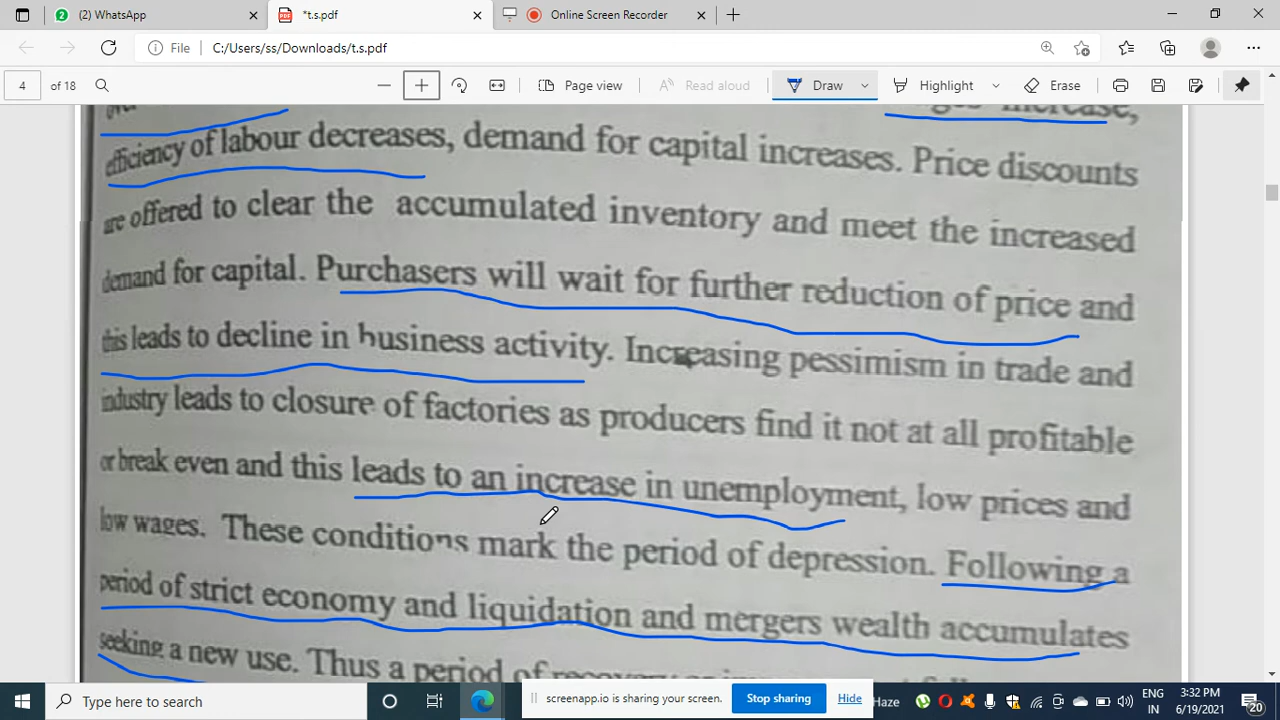 (2) WhatsApp
*t.s.pdf
Online Screen Recorder
File C:/Users/ss/Downloads/t.s.pdf
4 of 18
Page view
Read aloud
Draw
Highlight
Erase
increase,
efficiency of labour decreases, demand for capital increases. Price discounts
are offered to clear the accumulated inventory and meet the increased
demand for capital. Purchasers will wait for further reduction of price and
this leads to decline in business activity. Increasing pessimism in trade and
industry leads to closure of factories as producers find it not at all profitable
or break even and this leads to an increase in unemployment, low prices and
low wages. These conditions mark the period of depression. Following a
period of strict economy and liquidation and mergers wealth accumulates
seeking a new use. Thus a period of recovery
Type here to search
screenapp.io is sharing your screen.
Stop sharing
Hide
Haze
ENG
IN
3:32 PM
6/19/2021
20